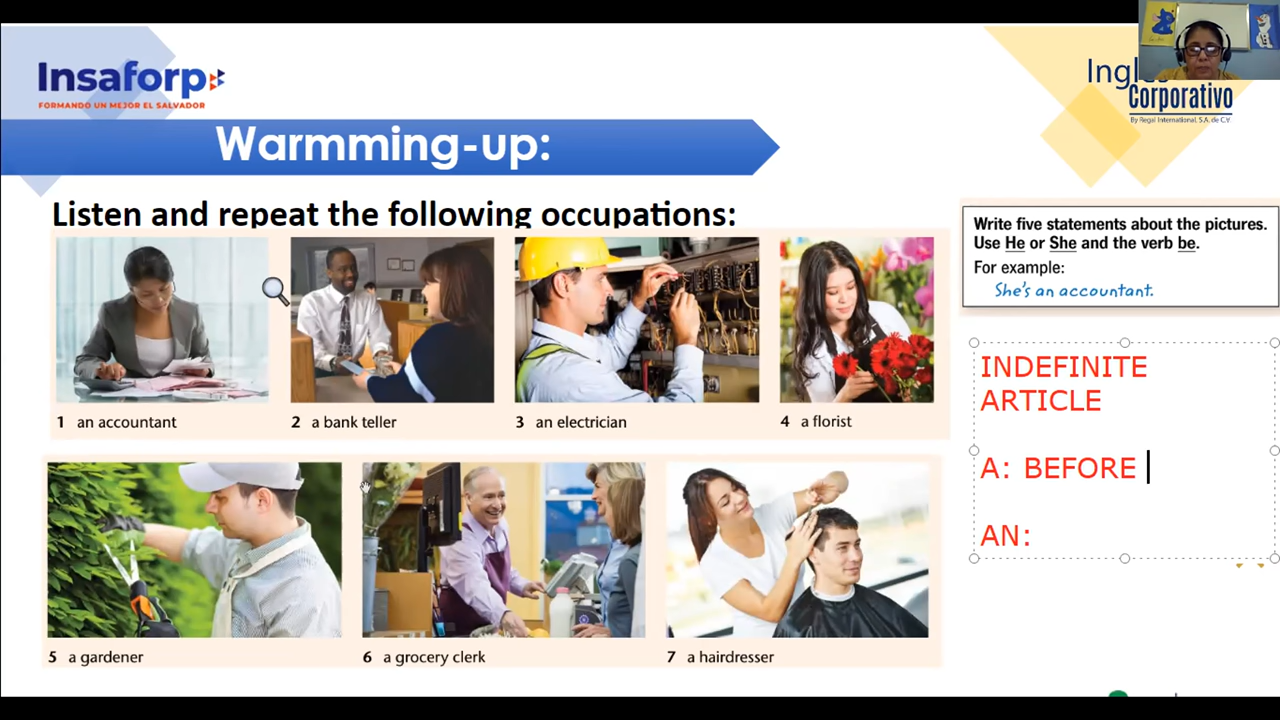 Insaforp
FORMANDO UN MEJOR EL SALVADOR
Corporativo
By Regal International, S.A. de C.V.
Warmming-up:
Listen and repeat the following occupations:
1 an accountant
2 a bank teller
3 an electrician
4 a florist
5 a gardener
6 a grocery clerk
7 a hairdresser
Write five statements about the pictures.
Use He or She and the verb be.
For example:
She's an accountant.
INDEFINITE
ARTICLE
A: BEFORE
AN: